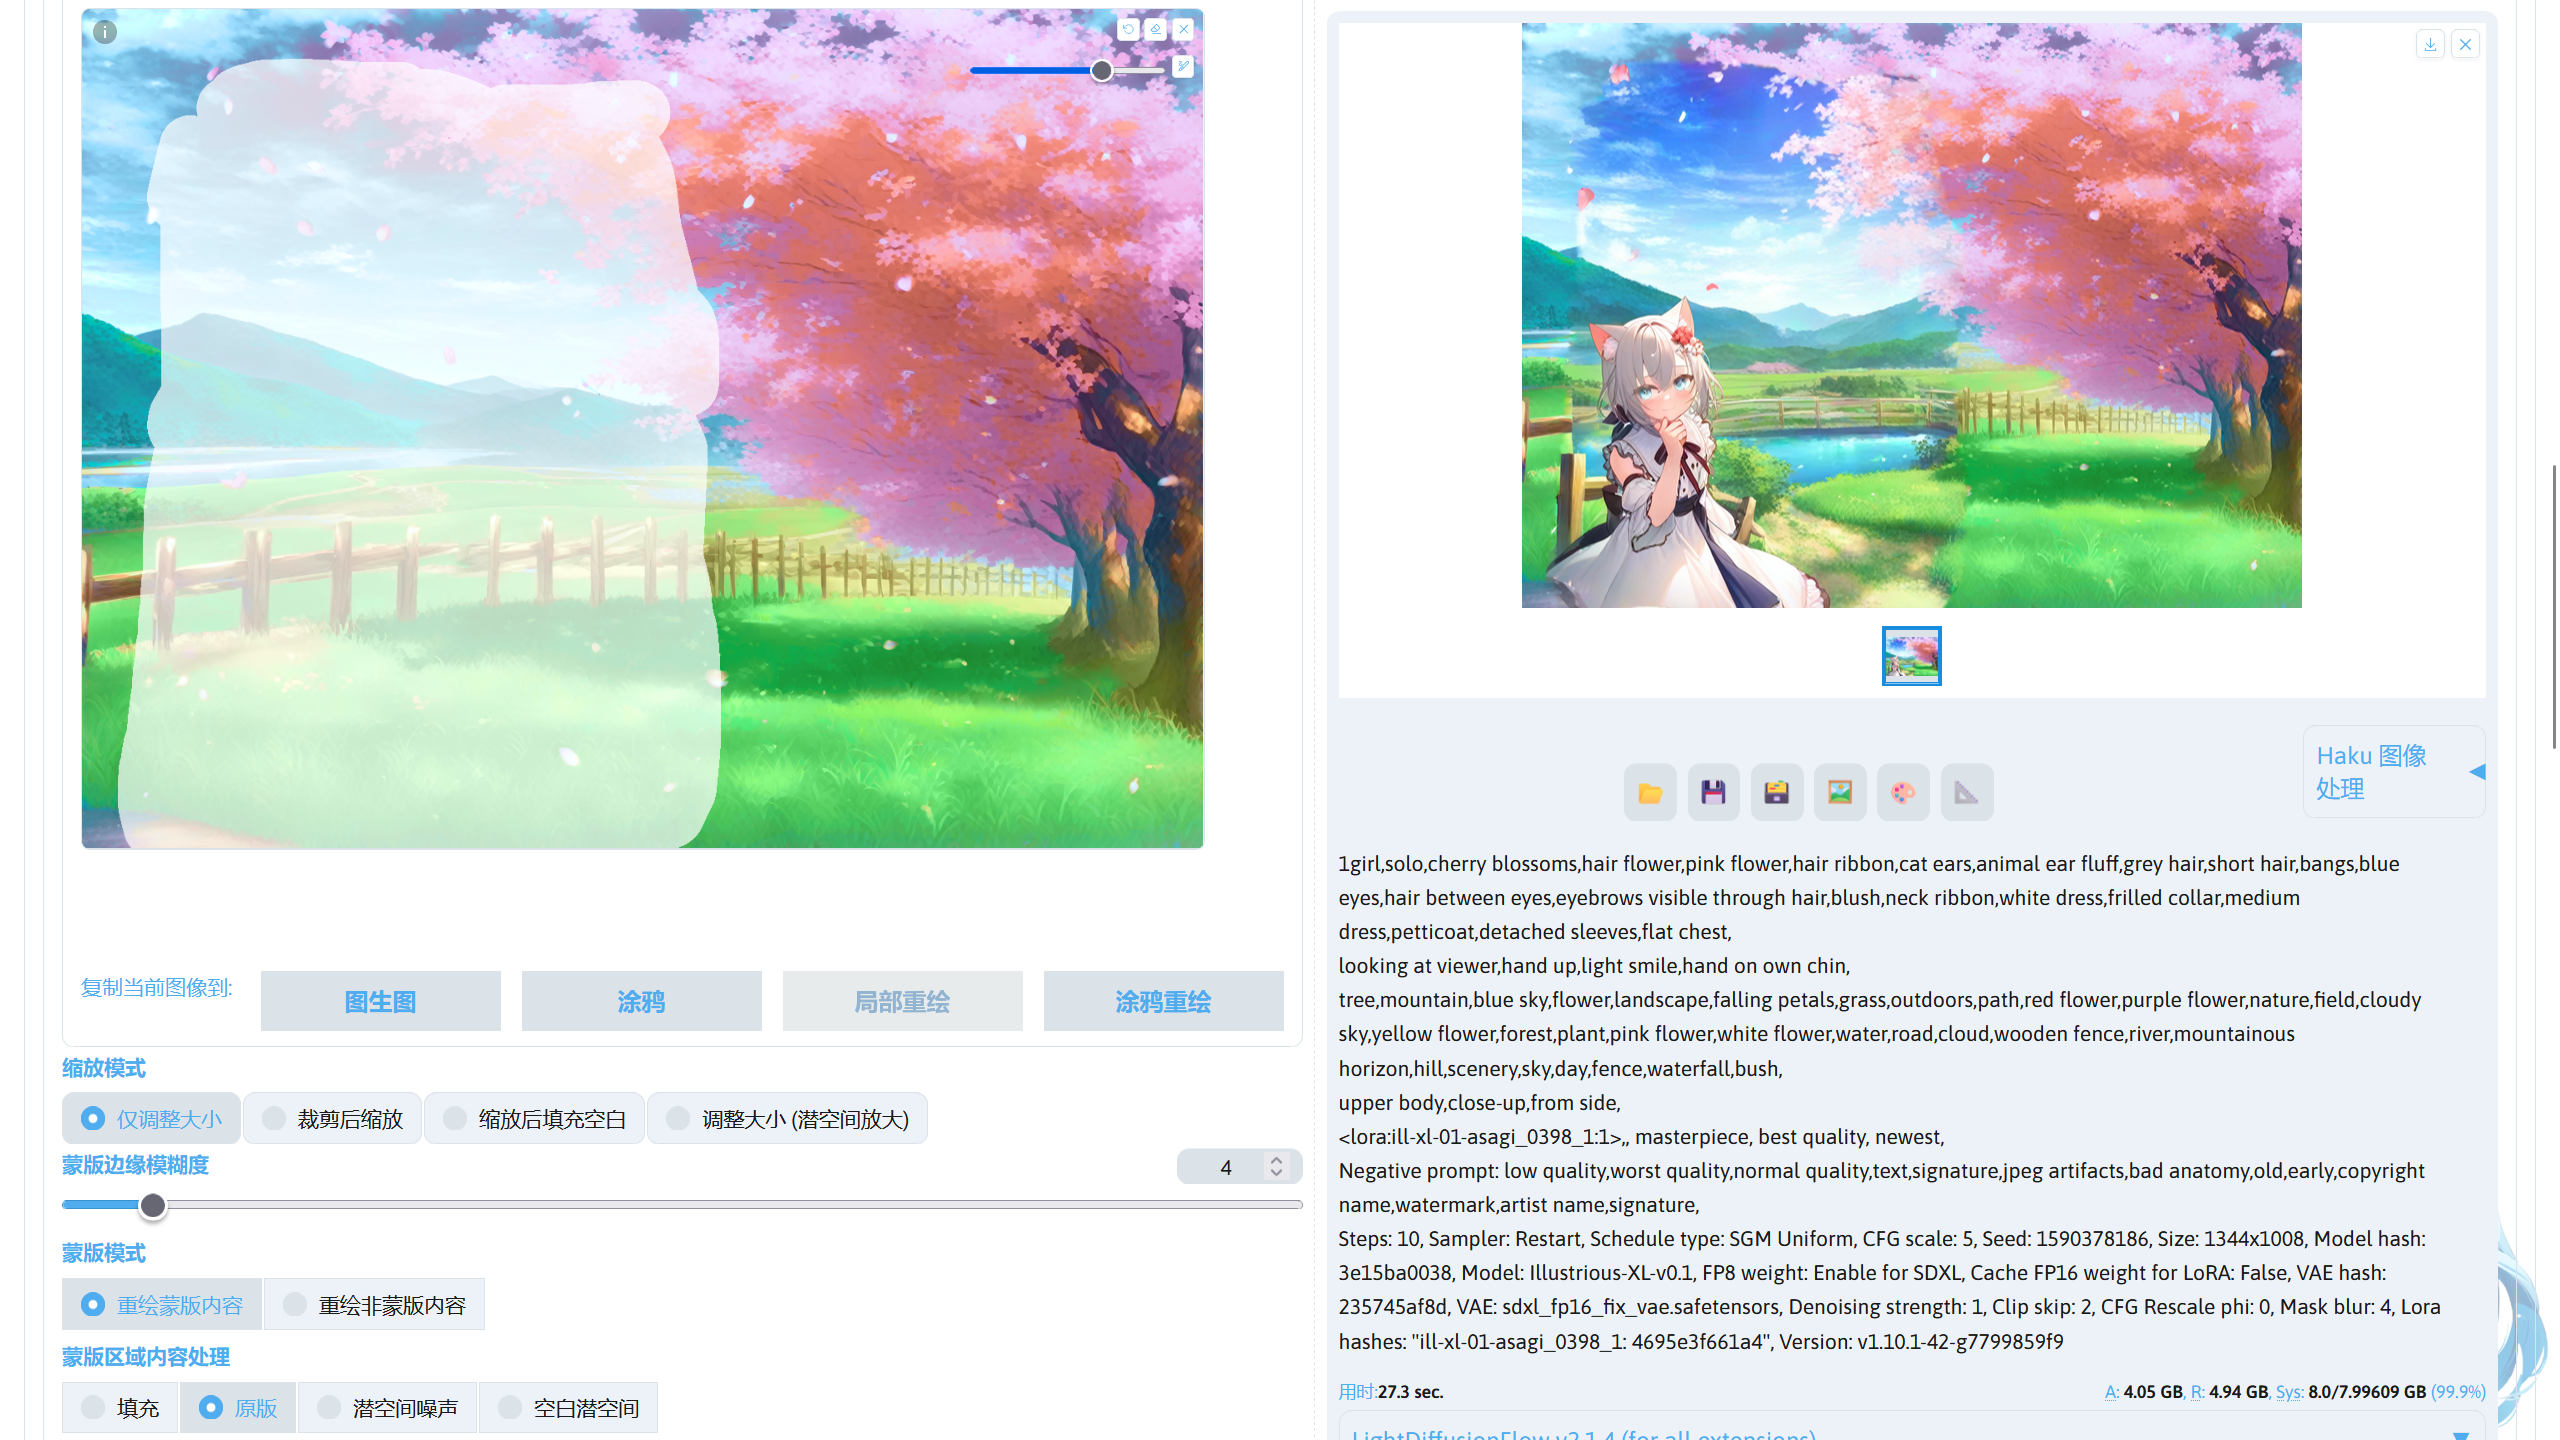 复制当前图像到:
图生图
涂鸦
局部重绘
涂鸦重绘
缩放模式
仅调整大小
裁剪后缩放
缩放后填充空白
调整大小 (潜空间放大)
蒙版边缘模糊度
4
蒙版模式
重绘蒙版内容
重绘非蒙版内容
蒙版区域内容处理
填充
原版
潜空间噪声
空白潜空间
Haku 图像
处理
1girl,solo,cherry blossoms,hair flower,pink flower,hair ribbon,cat ears,animal ear fluff,grey hair,short hair,bangs,blue
eyes,hair between eyes,eyebrows visible through hair,blush,neck ribbon,white dress,frilled collar,medium
dress,petticoat,detached sleeves,flat chest,
looking at viewer,hand up,light smile,hand on own chin,
tree,mountain,blue sky,flower,landscape,falling petals,grass,outdoors,path,red flower,purple flower,nature,field,cloudy
sky,yellow flower,forest,plant,pink flower,white flower,water,road,cloud,wooden fence,river,mountainous
horizon,hill,scenery,sky,day,fence,waterfall,bush,
upper body,close-up,from side,
<lora:ill-xl-01-asagi_0398_1:1>,, masterpiece, best quality, newest,
Negative prompt: low quality,worst quality,normal quality,text,signature,jpeg artifacts,bad anatomy,old,early,copyright
name,watermark,artist name,signature,
Steps: 10, Sampler: Restart, Schedule type: SGM Uniform, CFG scale: 5, Seed: 1590378186, Size: 1344x1008, Model hash:
3e15ba0038, Model: Illustrious-XL-v0.1, FP8 weight: Enable for SDXL, Cache FP16 weight for LoRA: False, VAE hash:
235745af8d, VAE: sdxl_fp16_fix_vae.safetensors, Denoising strength: 1, Clip skip: 2, CFG Rescale phi: 0, Mask blur: 4, Lora
hashes: "ill-xl-01-asagi_0398_1: 4695e3f661a4", Version: v1.10.1-42-g7799859f9
用时:27.3 sec.
A: 4.05 GB, R: 4.94 GB, Sys: 8.0/7.99609 GB (99.9%)
LightDiffusionFlow v2.1.4 (for all extensions)